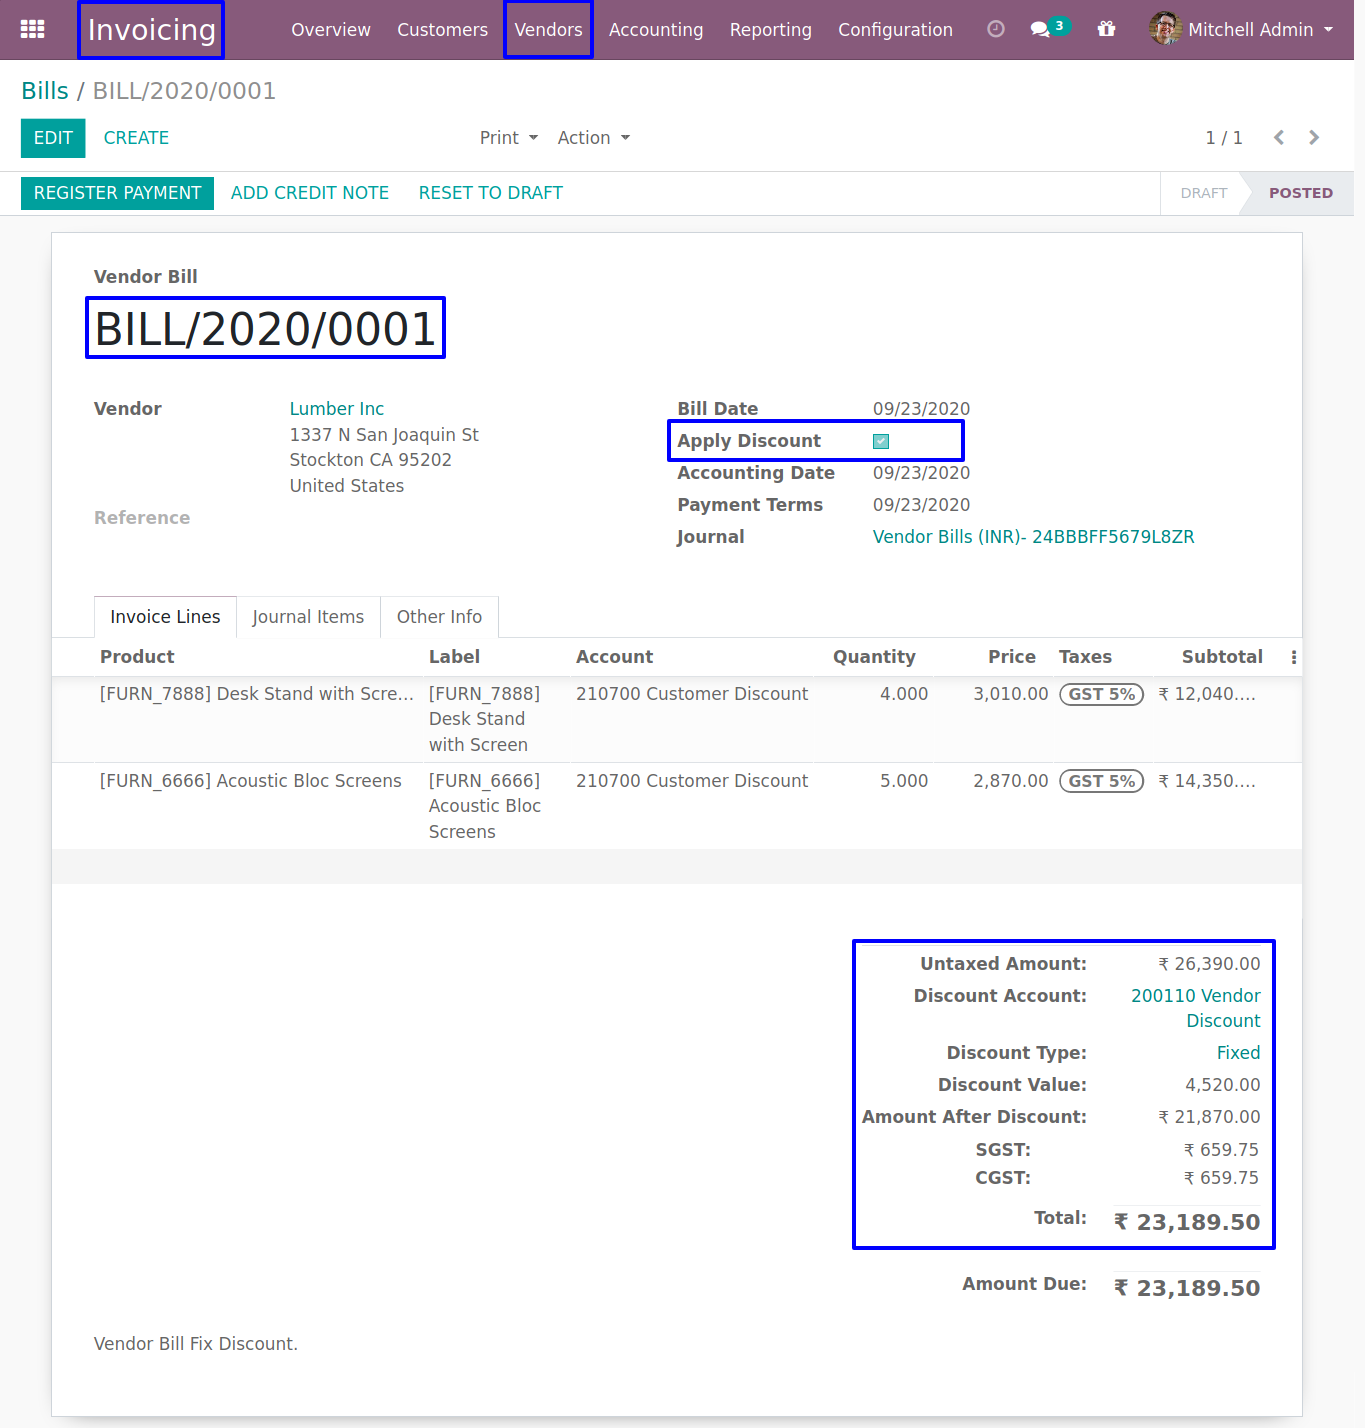 Invoicing Overview Customers Vendors Accounting Reporting Configuration 3 Mitchell Admin
Bills / BILL/2020/0001
EDIT CREATE Print Action 1 / 1
REGISTER PAYMENT ADD CREDIT NOTE RESET TO DRAFT DRAFT POSTED
Vendor Bill
BILL/2020/0001
Vendor Lumber Inc
1337 N San Joaquin St
Stockton CA 95202
United States
Reference
Bill Date 09/23/2020
Apply Discount
Accounting Date 09/23/2020
Payment Terms 09/23/2020
Journal Vendor Bills (INR)- 24BBBFF5679L8ZR
Invoice Lines Journal Items Other Info
Product Label Account Quantity Price Taxes Subtotal
[FURN_7888] Desk Stand with Scre... [FURN_7888] 210700 Customer Discount 4.000 3,010.00 GST 5% ₹ 12,040....
Desk Stand
with Screen
[FURN_6666] Acoustic Bloc Screens [FURN_6666] 210700 Customer Discount 5.000 2,870.00 GST 5% ₹ 14,350....
Acoustic Bloc
Screens
Untaxed Amount: ₹ 26,390.00
Discount Account: 200110 Vendor
Discount
Discount Type: Fixed
Discount Value: 4,520.00
Amount After Discount: ₹ 21,870.00
SGST: ₹ 659.75
CGST: ₹ 659.75
Total: ₹ 23,189.50
Amount Due: ₹ 23,189.50
Vendor Bill Fix Discount.